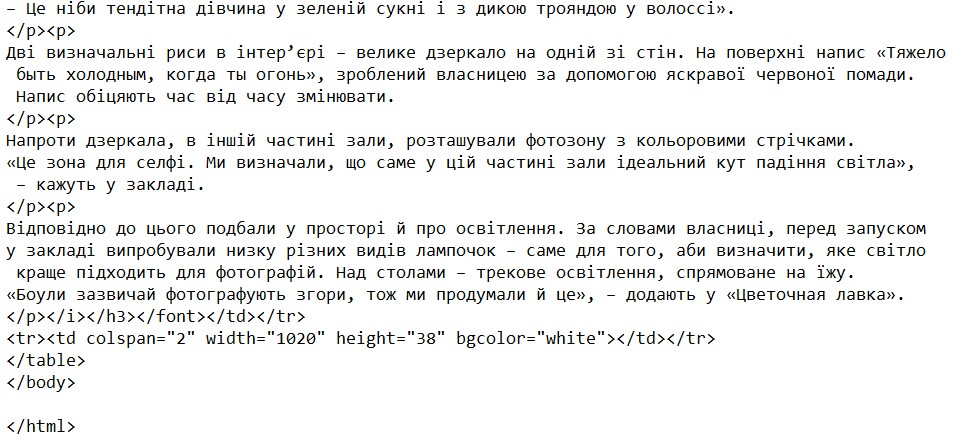 – Це ніби тендітна дівчина у зеленій сукні і з дикою трояндою у волоссі».
</p><p>
Дві визначальні риси в інтер’єрі – велике дзеркало на одній зі стін. На поверхні напис «Тяжело
быть холодным, когда ты огонь», зроблений власницею за допомогою яскравої червоної помади.
Напис обіцяють час від часу змінювати.
</p><p>
Напроти дзеркала, в іншій частині зали, розташували фотозону з кольоровими стрічками.
«Це зона для селфі. Ми визначали, що саме у цій частині зали ідеальний кут падіння світла»,
– кажуть у закладі.
</p><p>
Відповідно до цього подбали у просторі й про освітлення. За словами власниці, перед запуском
у закладі випробували низку різних видів лампочок – саме для того, аби визначити, яке світло
краще підходить для фотографій. Над столами – трекове освітлення, спрямоване на їжу.
«Боули зазвичай фотографують згори, тож ми продумали й це», – додають у «Цветочная лавка».
</p></i></h3></font></td></tr>
<tr><td colspan="2" width="1020" height="38" bgcolor="white"></td></tr>
</table>
</body>
</html>